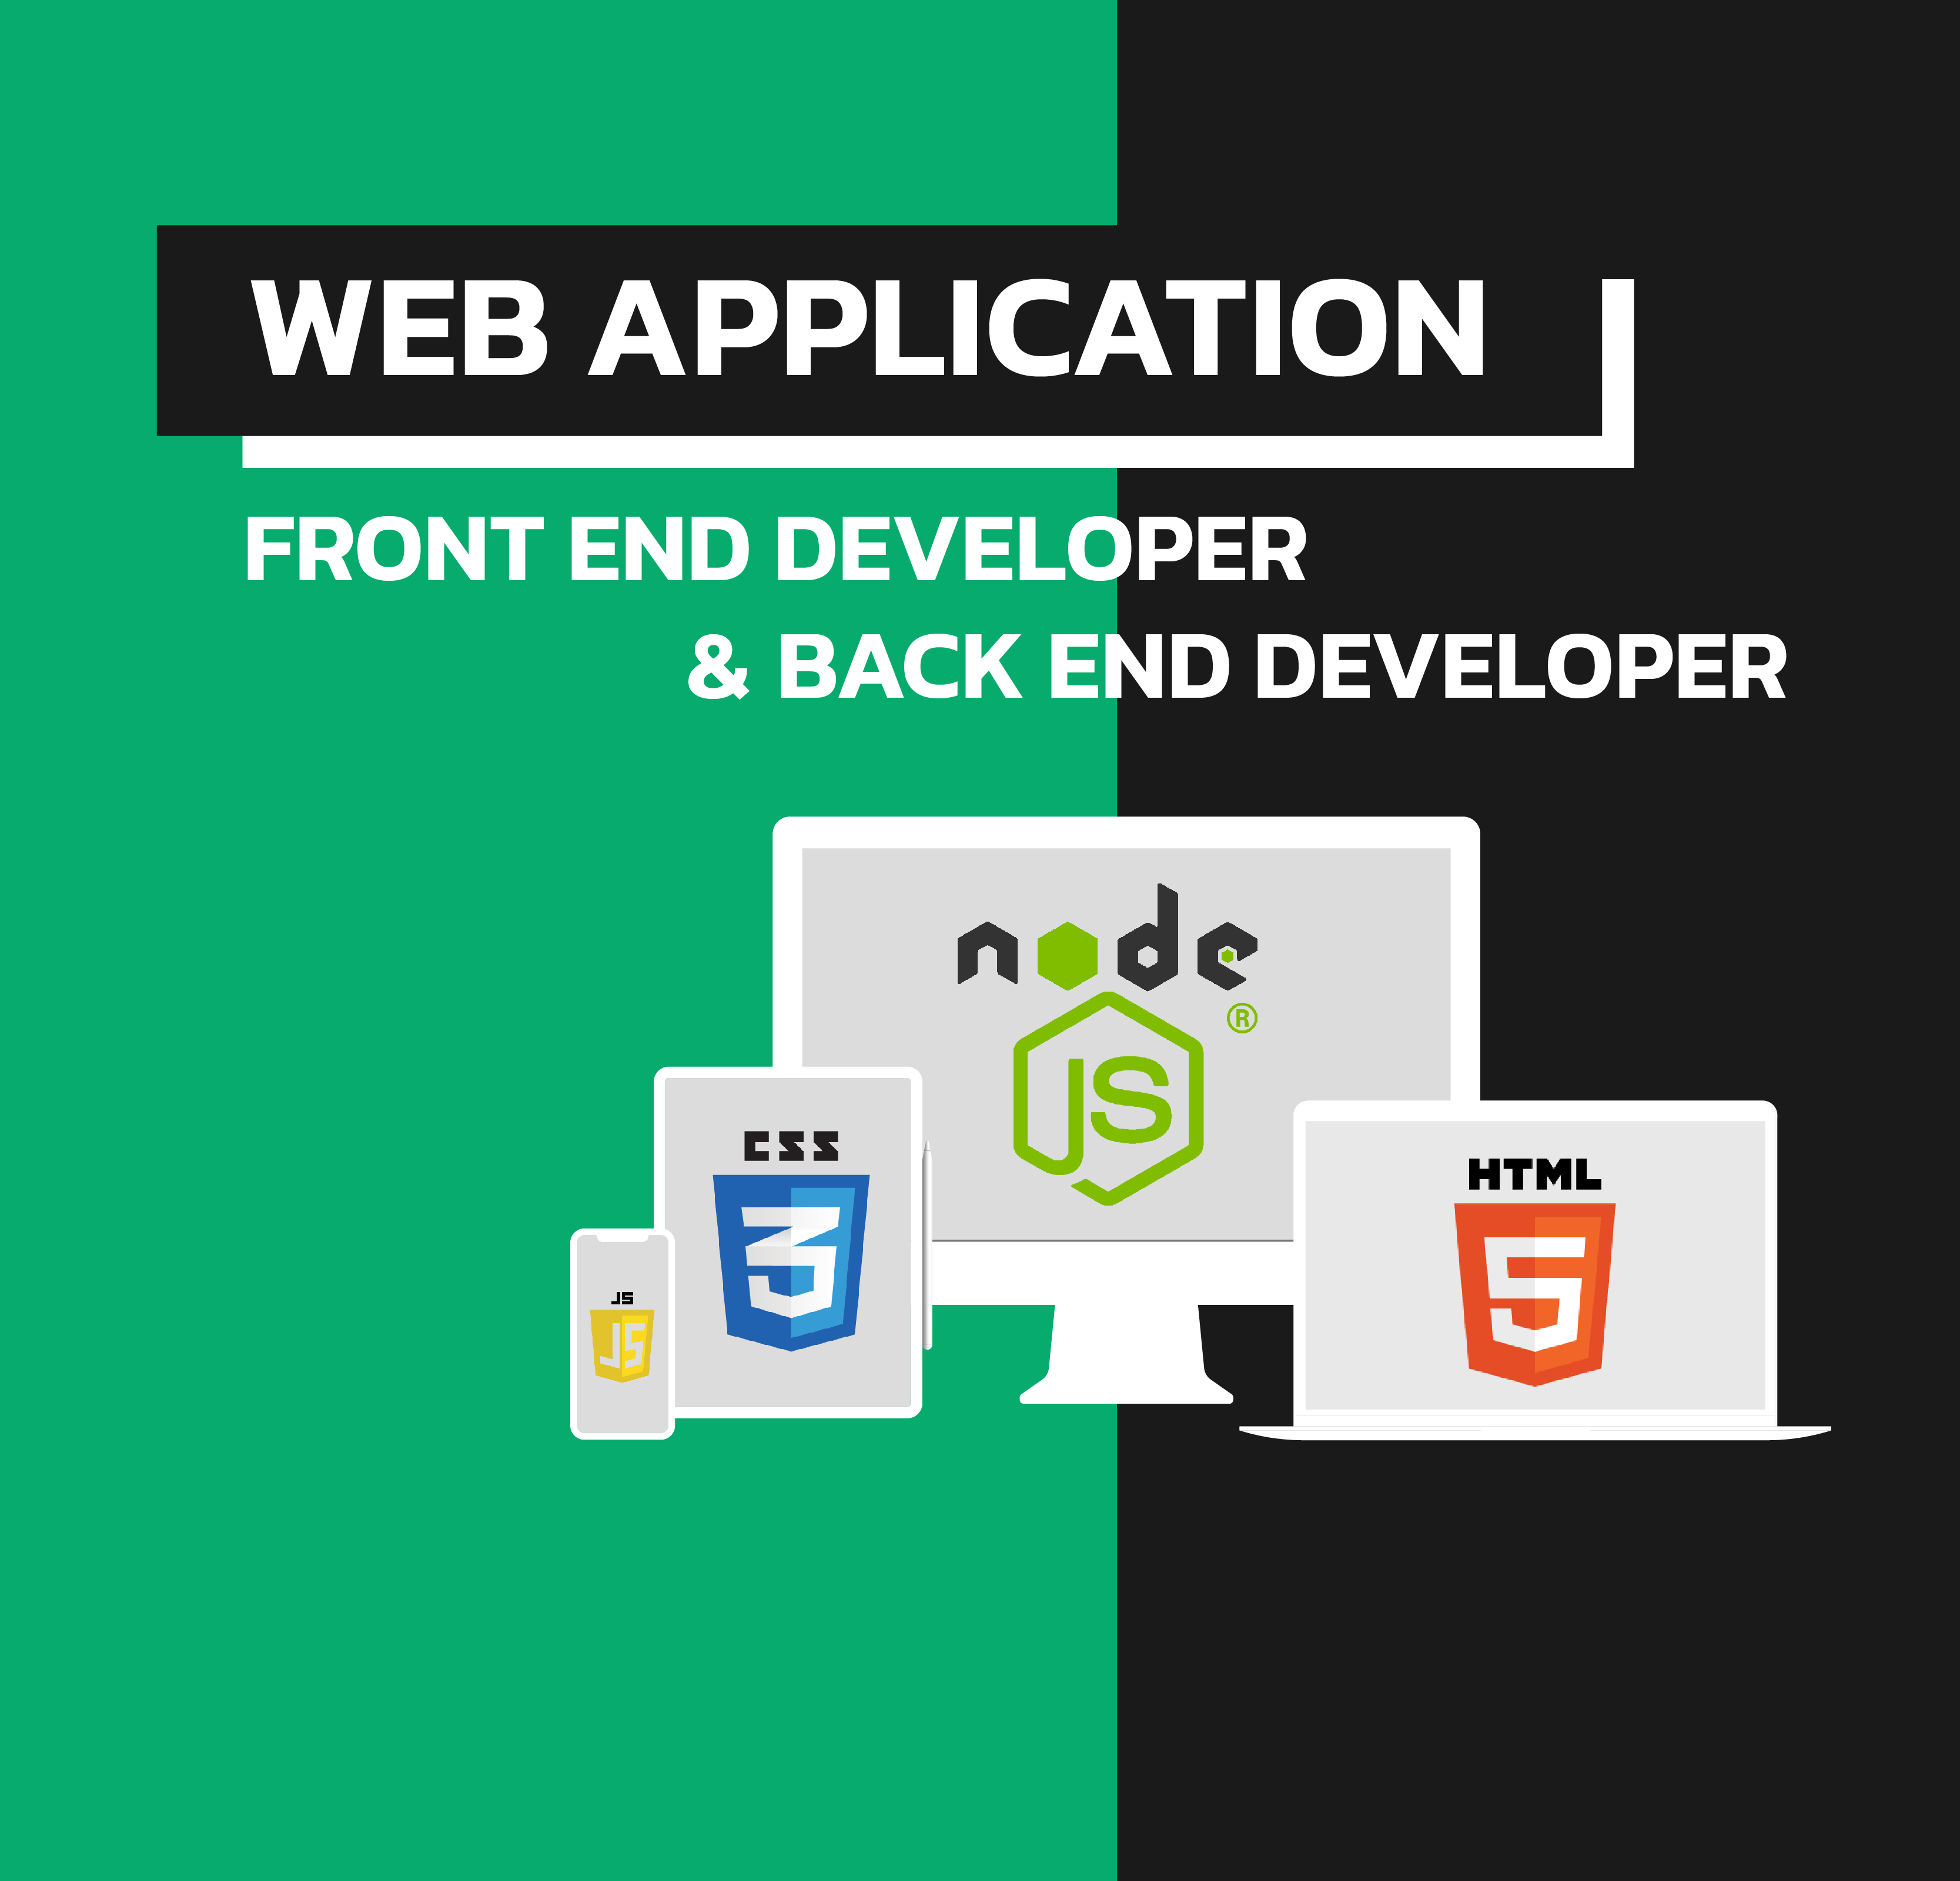 WEB APPLICATION
FRONT END DEVELOPER
& BACK END DEVELOPER
node
JS
®
CSS
3
HTML
5
JS
JS